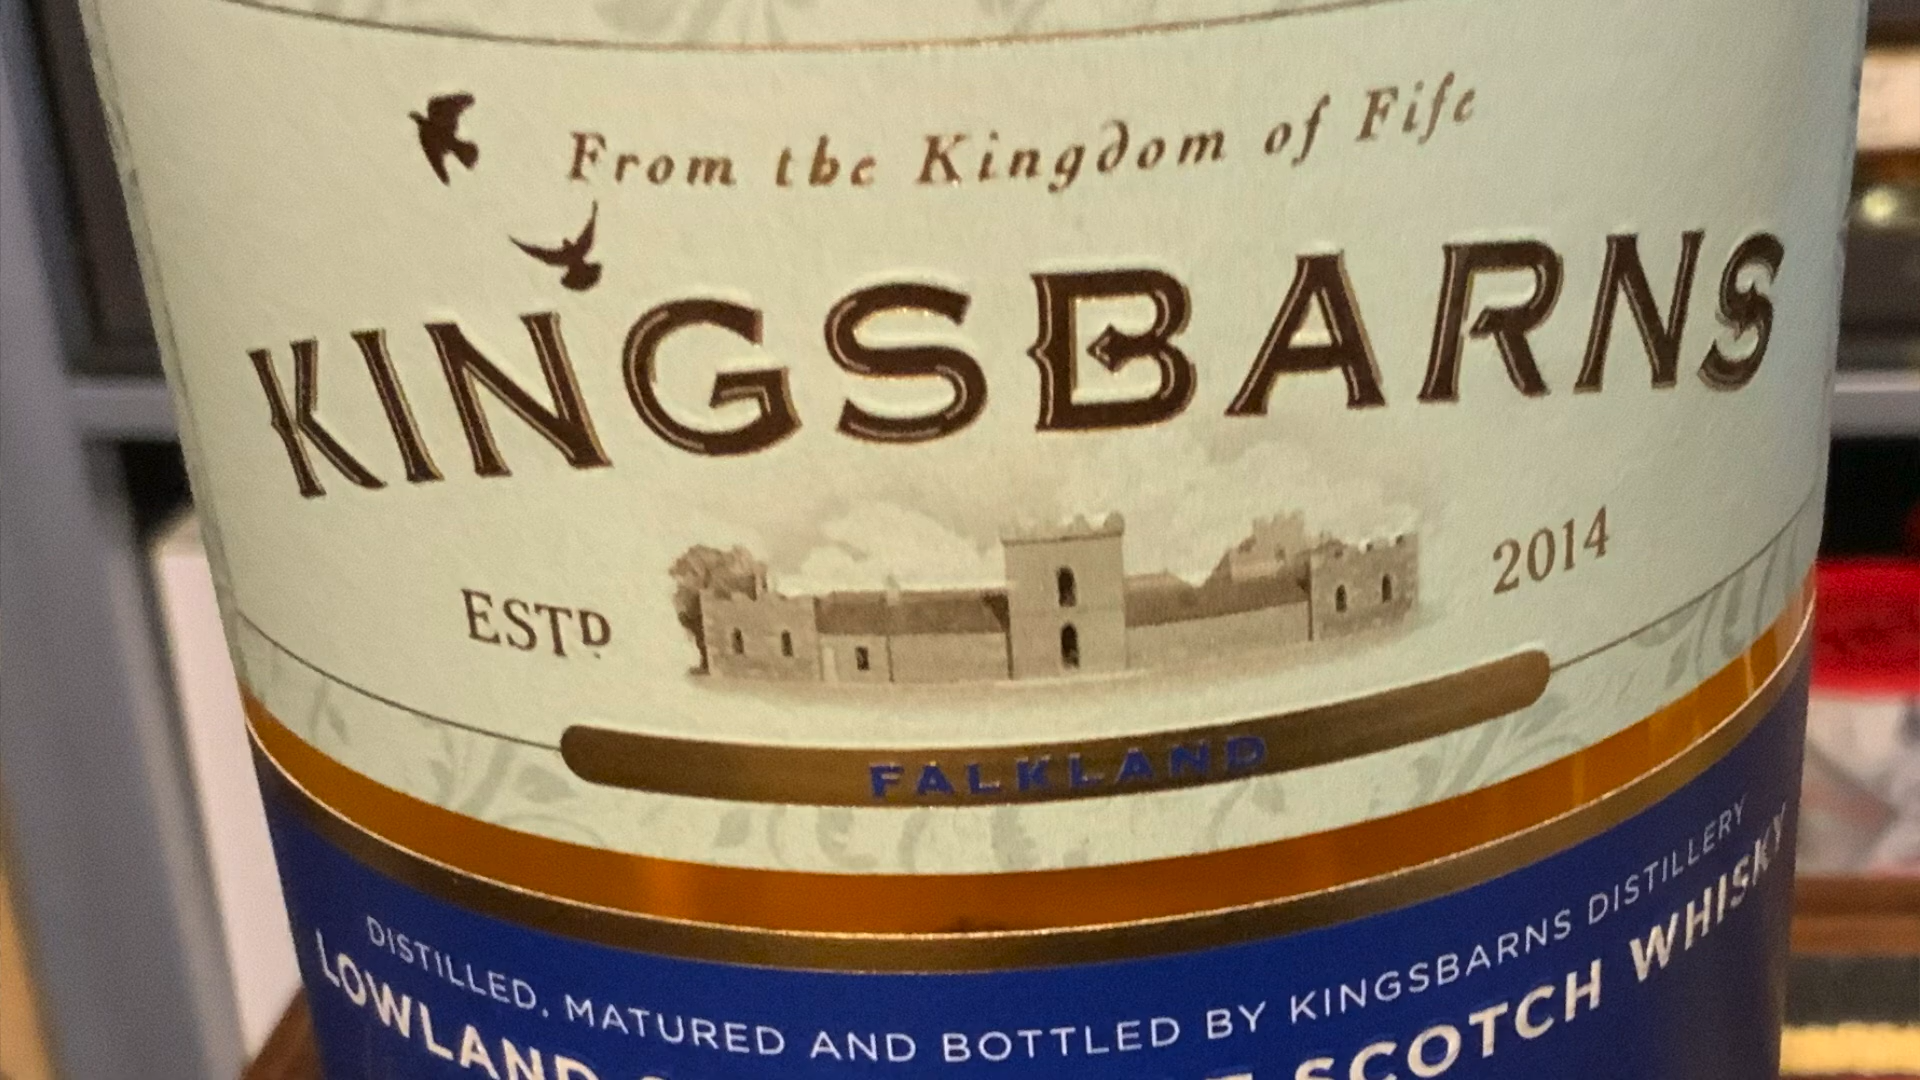 From the Kingdom of Fife
KINGSBARNS
ESTD 2014
FALKLAND
DISTILLED, MATURED AND BOTTLED BY KINGSBARNS DISTILLERY
LOWLAND SCOTCH WHISKY